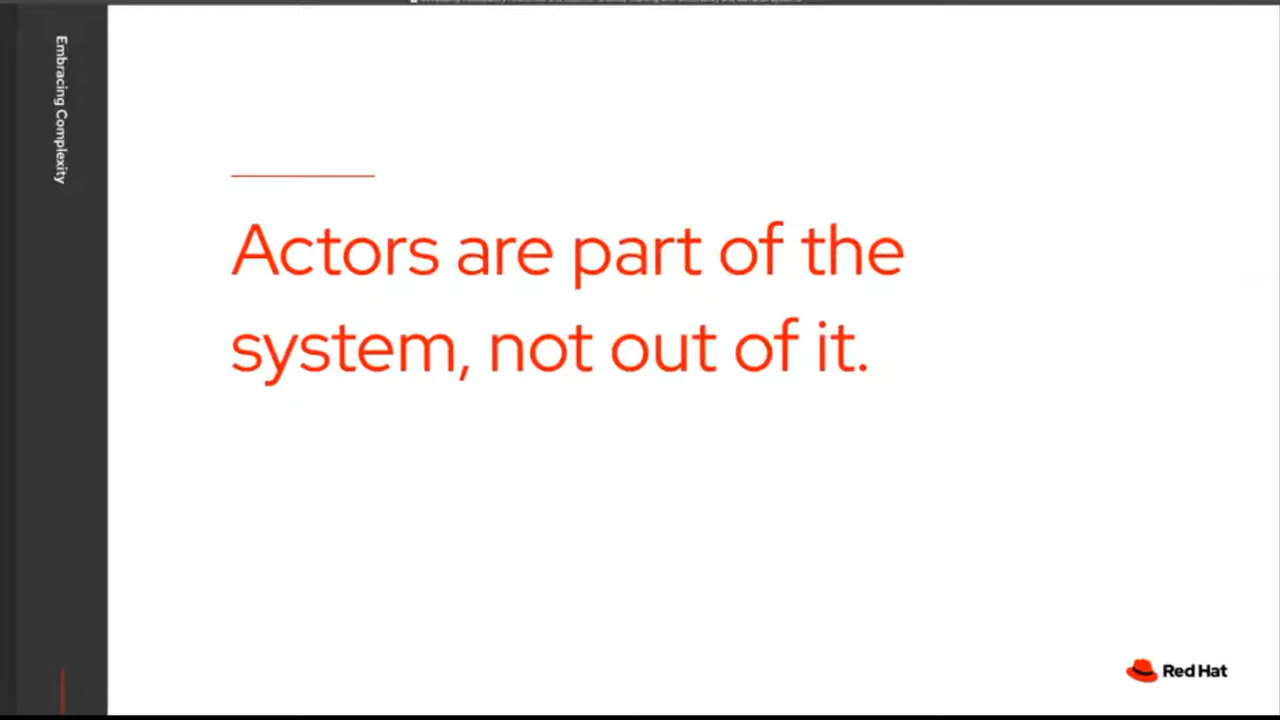 Embracing Complexity
Actors are part of the
system, not out of it.
Red Hat